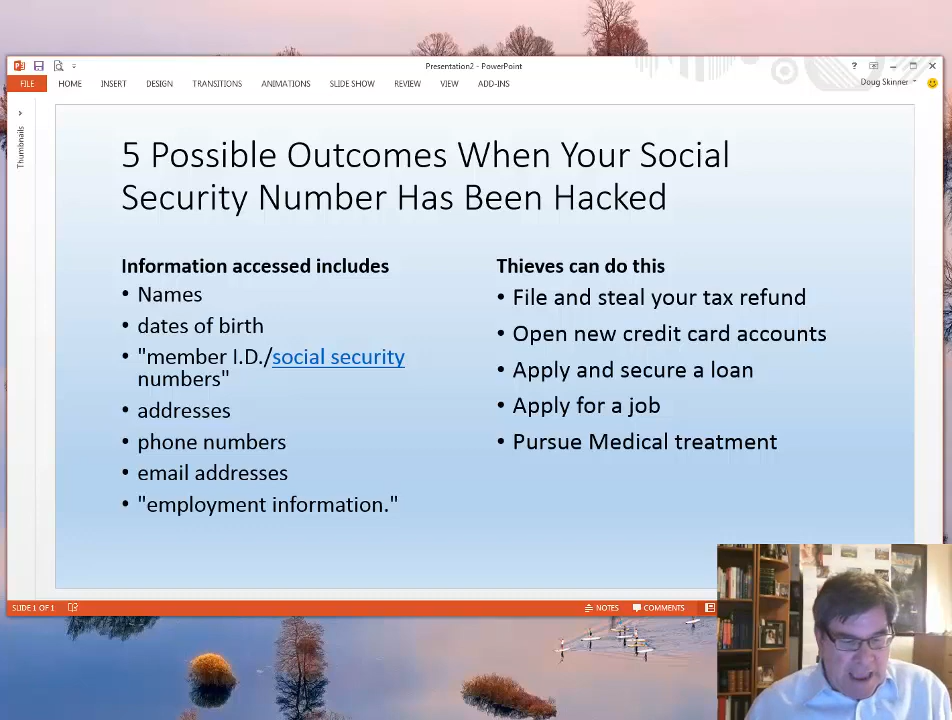 Presentation2 - PowerPoint
?
FILE HOME INSERT DESIGN TRANSITIONS ANIMATIONS SLIDE SHOW REVIEW VIEW ADD-INS
Doug Skinner
Thumbnails
5 Possible Outcomes When Your Social
Security Number Has Been Hacked
Information accessed includes
• Names
• dates of birth
• "member I.D./social security
numbers"
• addresses
• phone numbers
• email addresses
• "employment information."
Thieves can do this
• File and steal your tax refund
• Open new credit card accounts
• Apply and secure a loan
• Apply for a job
• Pursue Medical treatment
SLIDE 1 OF 1
NOTES COMMENTS